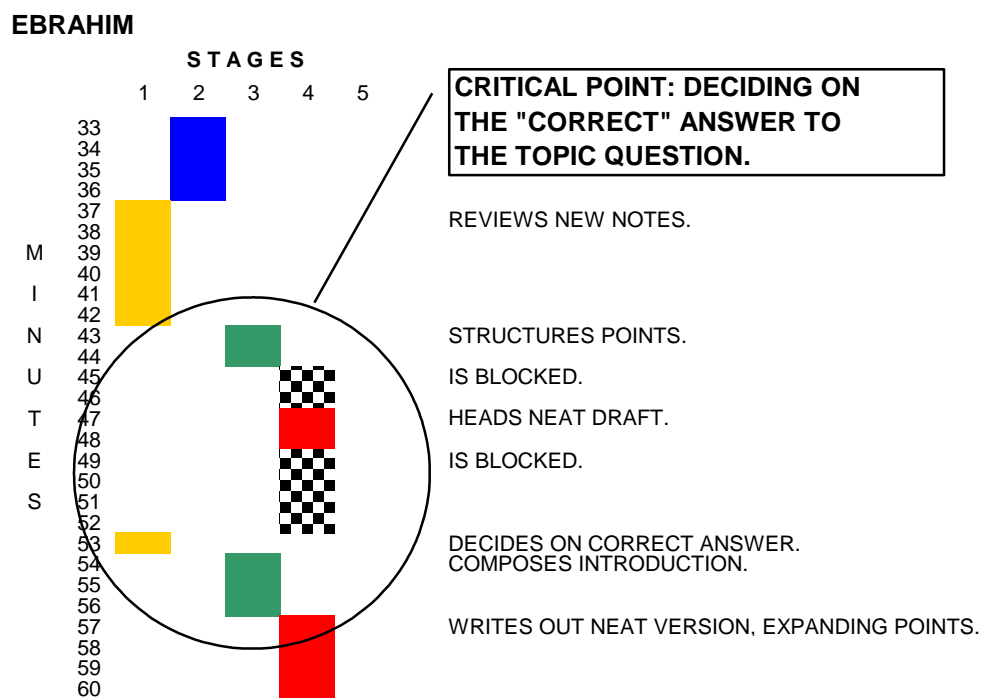 EBRAHIM
S T A G E S
1 2 3 4 5
CRITICAL POINT: DECIDING ON
THE "CORRECT" ANSWER TO
THE TOPIC QUESTION.
33
34
35
36
37 REVIEWS NEW NOTES.
38
M 39
40
I 41
42
N 43 STRUCTURES POINTS.
44
U 45 IS BLOCKED.
46
T 47 HEADS NEAT DRAFT.
48
E 49 IS BLOCKED.
50
S 51
52
53 DECIDES ON CORRECT ANSWER.
54 COMPOSES INTRODUCTION.
55
56
57 WRITES OUT NEAT VERSION, EXPANDING POINTS.
58
59
60